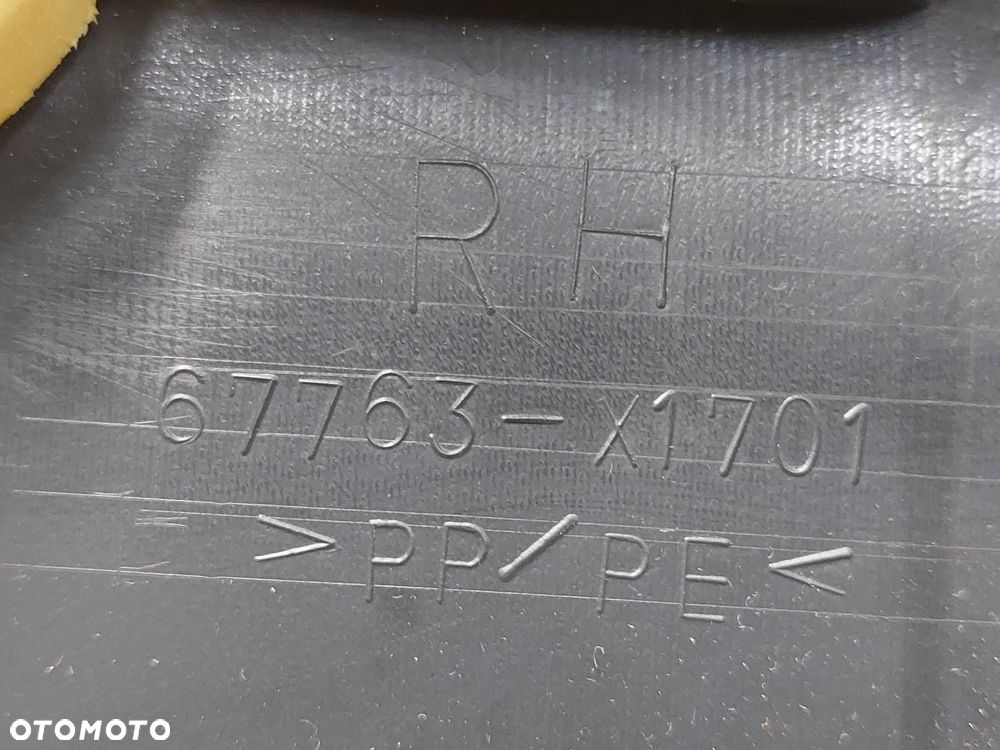 RH
67763-X1701
>PP/PE<
OTOMOTO